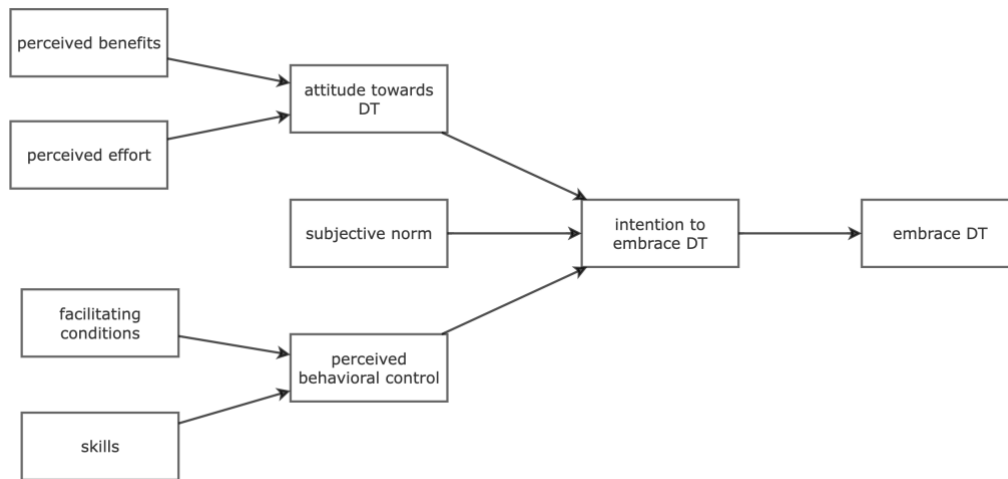 perceived benefits
attitude towards
DT
perceived effort
subjective norm
intention to
embrace DT
embrace DT
facilitating
conditions
perceived
behavioral control
skills